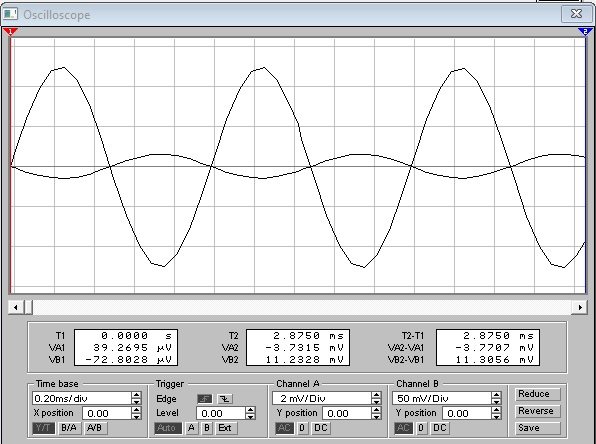 Oscilloscope
1 2
T1 0.0000 s T2 2.8750 ms T2-T1 2.8750 ms
VA1 39.2695 µV VA2 -3.7315 mV VA2-VA1 -3.7707 mV
VB1 -72.8028 µV VB2 11.2328 mV VB2-VB1 11.3056 mV
Time base Trigger Channel A Channel B
0.20ms/div Edge 2 mV/Div 50 mV/Div Reduce
X position 0.00 Level 0.00 Y position 0.00 Y position 0.00 Reverse
Y/T B/A A/B Auto A B Ext AC 0 DC AC 0 DC Save